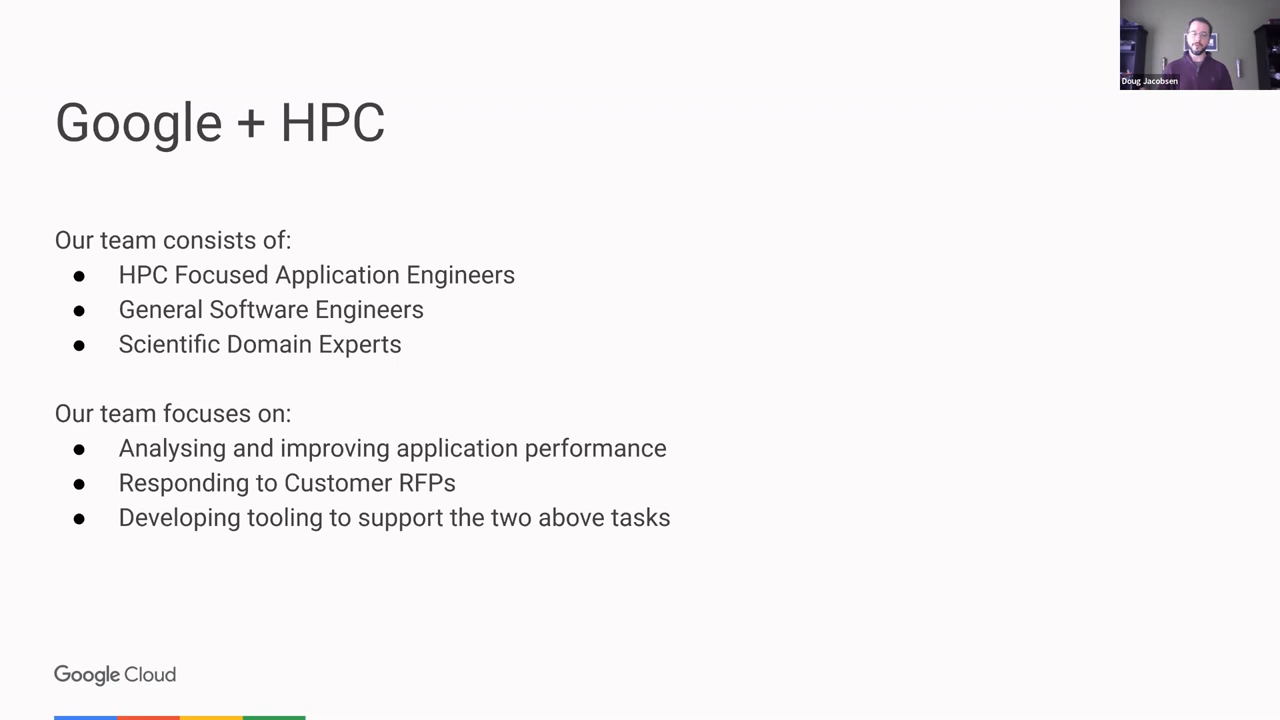 Doug Jacobsen
Google + HPC
Our team consists of:
● HPC Focused Application Engineers
● General Software Engineers
● Scientific Domain Experts
Our team focuses on:
● Analysing and improving application performance
● Responding to Customer RFPs
● Developing tooling to support the two above tasks
Google Cloud